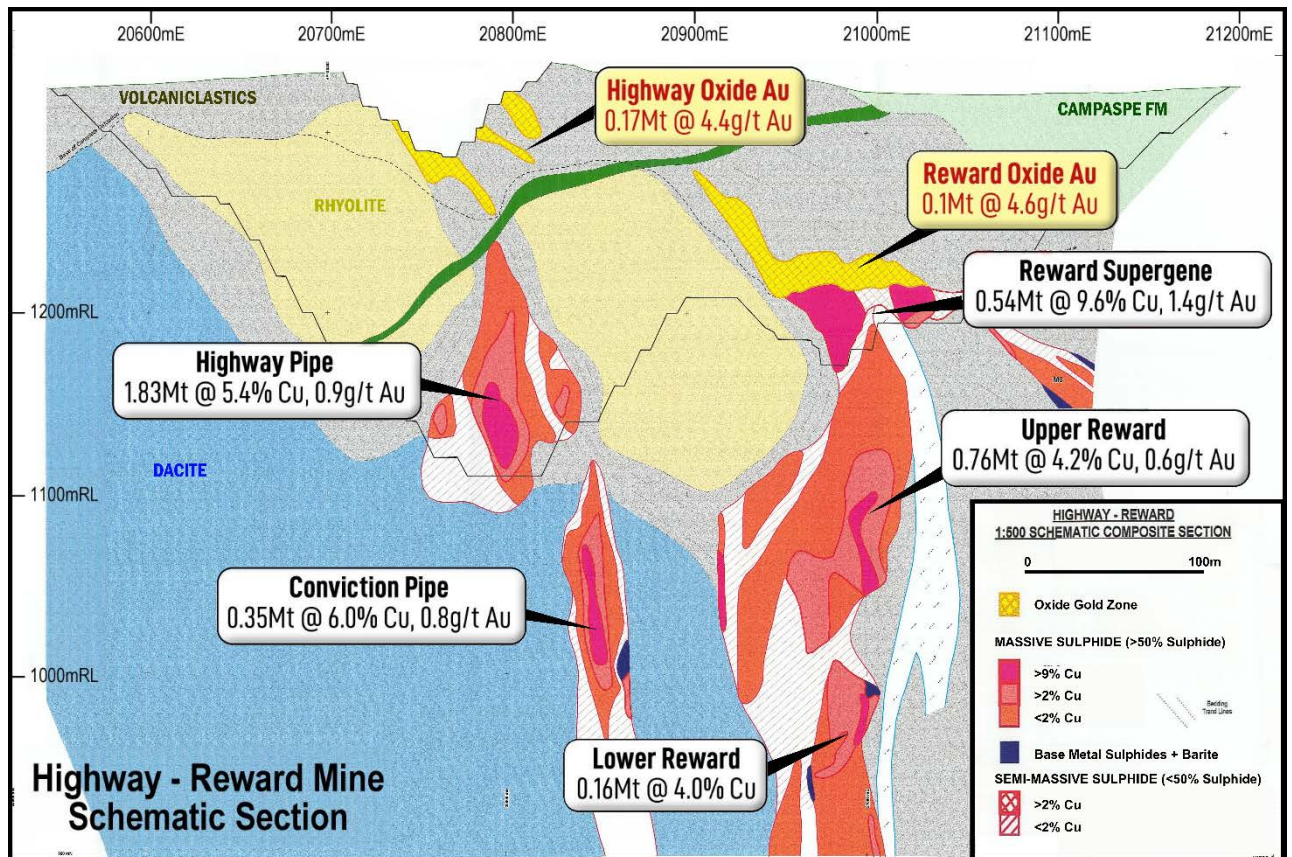 20600mE
20700mE
20800mE
20900mE
21000mE
21100mE
21200mE
VOLCANICLASTICS
Highway Oxide Au
0.17Mt @ 4.4g/t Au
CAMPASPE FM
RHYOLITE
Reward Oxide Au
0.1Mt @ 4.6g/t Au
Reward Supergene
0.54Mt @ 9.6% Cu, 1.4g/t Au
1200mRL
Highway Pipe
1.83Mt @ 5.4% Cu, 0.9g/t Au
DACITE
Upper Reward
0.76Mt @ 4.2% Cu, 0.6g/t Au
1100mRL
Conviction Pipe
0.35Mt @ 6.0% Cu, 0.8g/t Au
1000mRL
Lower Reward
0.16Mt @ 4.0% Cu
Highway - Reward Mine
Schematic Section
HIGHWAY - REWARD
1:500 SCHEMATIC COMPOSITE SECTION
0 100m
Oxide Gold Zone
MASSIVE SULPHIDE (>50% Sulphide)
>9% Cu
>2% Cu
<2% Cu
Bedding
Trend Lines
Base Metal Sulphides + Barite
SEMI-MASSIVE SULPHIDE (<50% Sulphide)
>2% Cu
<2% Cu